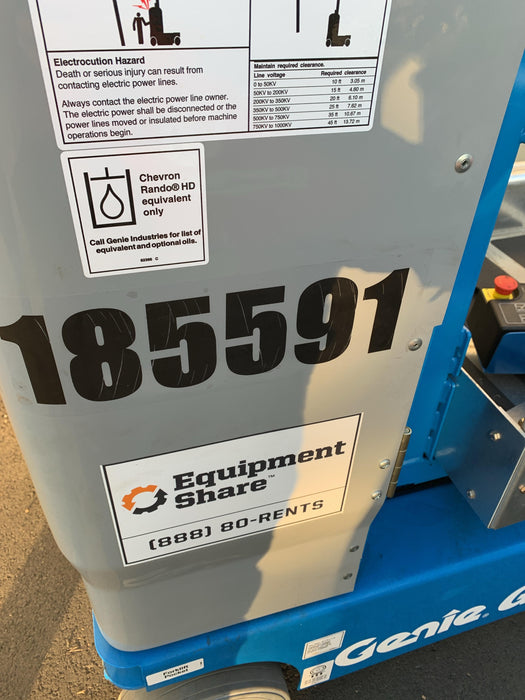 Electrocution Hazard
Death or serious injury can result from
contacting electric power lines.
Always contact the electric power line owner.
The electric power shall be disconnected or the
power lines moved or insulated before machine
operations begin.
Maintain required clearance.
Line voltage Required clearance
0 to 50KV 10 ft 3.05 m
50KV to 200KV 15 ft 4.60 m
200KV to 350KV 20 ft 6.10 m
350KV to 500KV 25 ft 7.62 m
500KV to 750KV 35 ft 10.67 m
750KV to 1000KV 45 ft 13.72 m
Chevron
Rando® HD
equivalent
only
Call Genie Industries for list of
equivalent and optional oils.
185591
Equipment
Share™
(888) 80-RENTS
Genie. G
Forklift
Pocket